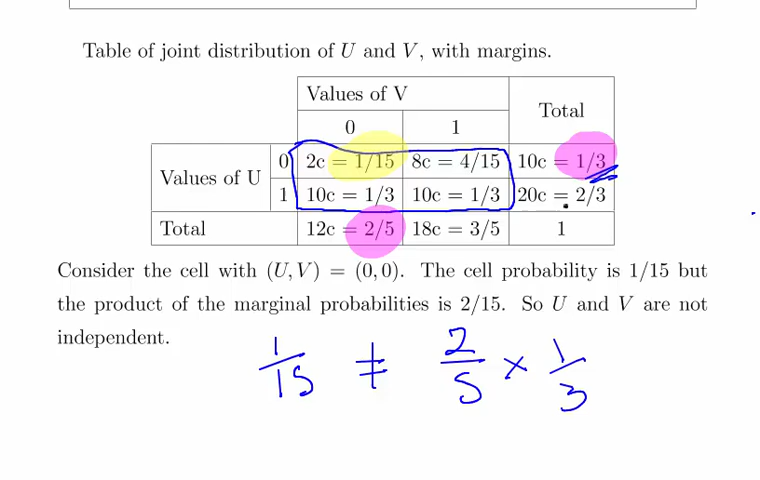 Table of joint distribution of U and V, with margins.
Values of V
Total
0 1
Values of U
0 2c = 1/15 8c = 4/15 10c = 1/3
1 10c = 1/3 10c = 1/3 20c = 2/3
Total 12c = 2/5 18c = 3/5 1
Consider the cell with (U, V) = (0, 0). The cell probability is 1/15 but
the product of the marginal probabilities is 2/15. So U and V are not
independent.
1/15 ≠ 2/5 × 1/3